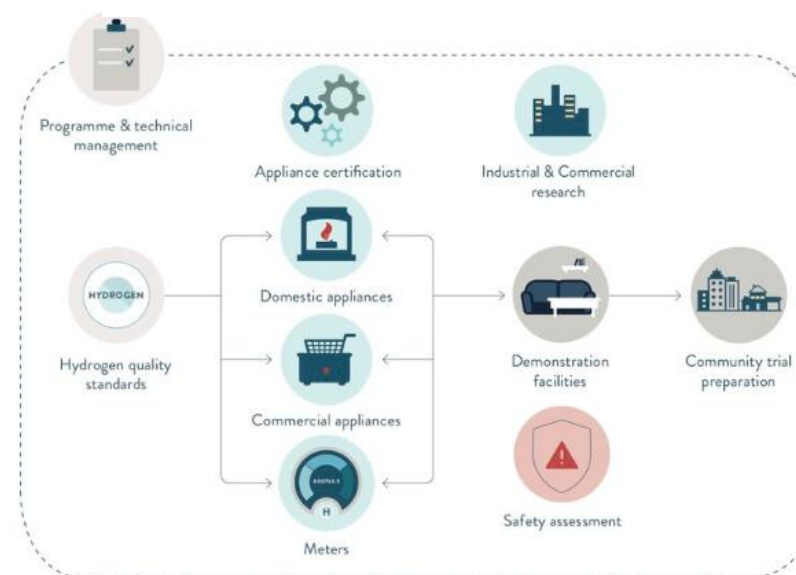 Programme & technical
management
Appliance certification
Industrial & Commercial
research
Domestic appliances
HYDROGEN
Hydrogen quality
standards
Commercial appliances
Demonstration
facilities
Community trial
preparation
H
Meters
Safety assessment